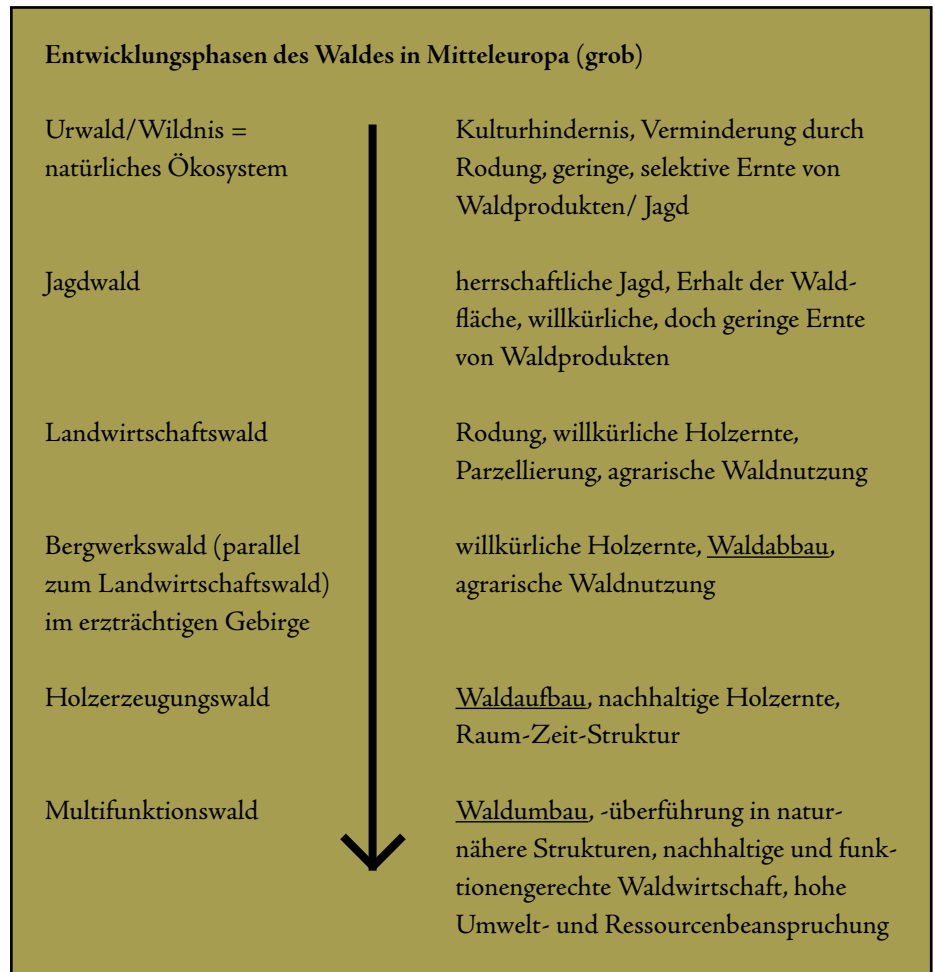 Entwicklungsphasen des Waldes in Mitteleuropa (grob)
Urwald/Wildnis =
natürliches Ökosystem
Kulturhindernis, Verminderung durch
Rodung, geringe, selektive Ernte von
Waldprodukten/ Jagd
Jagdwald
herrschaftliche Jagd, Erhalt der Wald-
fläche, willkürliche, doch geringe Ernte
von Waldprodukten
Landwirtschaftswald
Rodung, willkürliche Holzernte,
Parzellierung, agrarische Waldnutzung
Bergwerkswald (parallel
zum Landwirtschaftswald)
im erzträchtigen Gebirge
willkürliche Holzernte, Waldabbau,
agrarische Waldnutzung
Holzerzeugungswald
Waldaufbau, nachhaltige Holzernte,
Raum-Zeit-Struktur
Multifunktionswald
Waldumbau, -überführung in natur-
nähere Strukturen, nachhaltige und funk-
tionengerechte Waldwirtschaft, hohe
Umwelt- und Ressourcenbeanspruchung